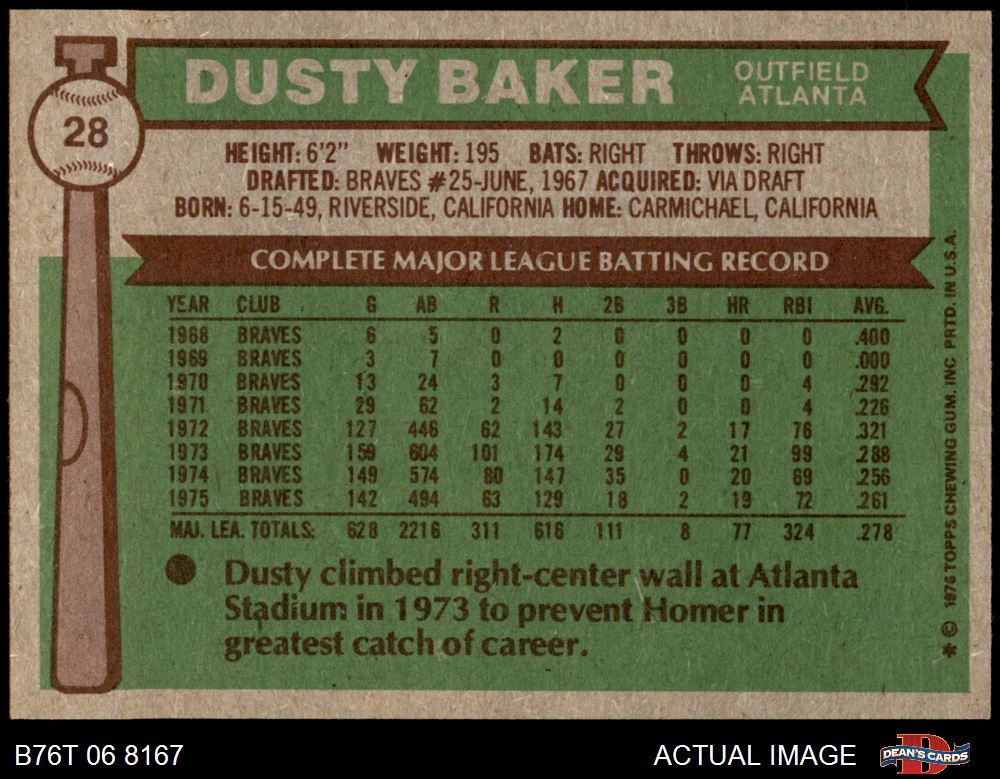 28
DUSTY BAKER
OUTFIELD
ATLANTA
HEIGHT: 6'2" WEIGHT: 195 BATS: RIGHT THROWS: RIGHT
DRAFTED: BRAVES #25-JUNE, 1967 ACQUIRED: VIA DRAFT
BORN: 6-15-49, RIVERSIDE, CALIFORNIA HOME: CARMICHAEL, CALIFORNIA
COMPLETE MAJOR LEAGUE BATTING RECORD
YEAR CLUB G AB R H 2B 3B HR RBI AVG.
1968 BRAVES 6 5 0 2 0 0 0 0 .400
1969 BRAVES 3 7 0 0 0 0 0 0 .000
1970 BRAVES 13 24 3 7 0 0 0 4 .292
1971 BRAVES 29 62 2 14 2 0 0 4 .226
1972 BRAVES 127 446 62 143 27 2 17 76 .321
1973 BRAVES 159 604 101 174 29 4 21 99 .288
1974 BRAVES 149 574 80 147 35 0 20 69 .256
1975 BRAVES 142 494 63 129 18 2 19 72 .261
MAJ. LEA. TOTALS: 628 2216 311 616 111 8 77 324 .278
● Dusty climbed right-center wall at Atlanta
Stadium in 1973 to prevent Homer in
greatest catch of career.
* © 1976 TOPPS CHEWING GUM, INC PRTD. IN U.S.A.
B76T 06 8167
ACTUAL IMAGE
DEAN'S CARDS